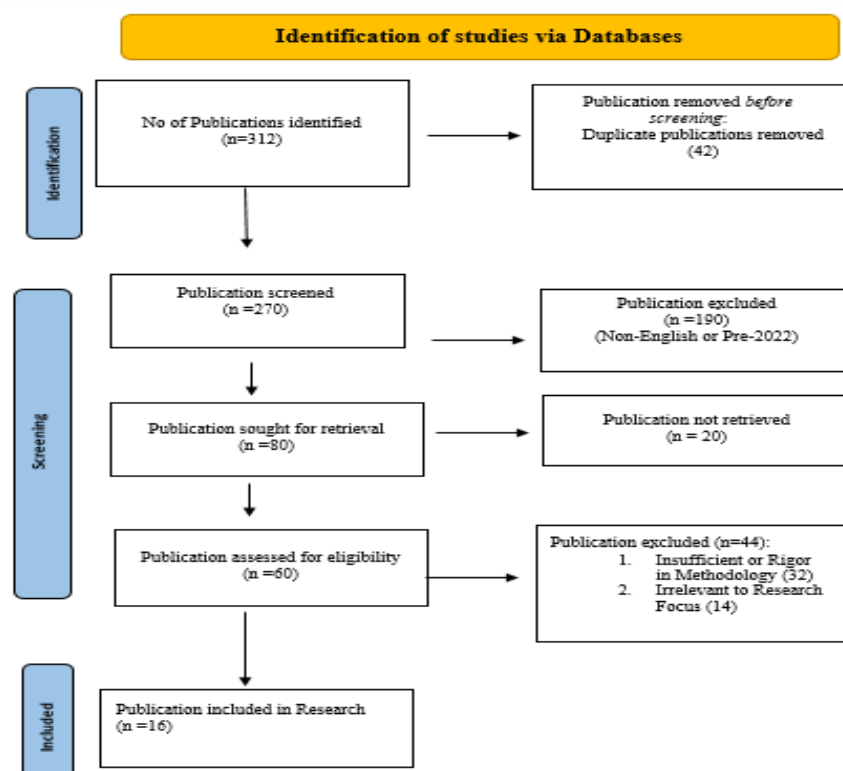 Identification of studies via Databases
Identification
No of Publications identified
(n=312)
Publication removed before
screening:
Duplicate publications removed
(42)
Screening
Publication screened
(n =270)
Publication excluded
(n =190)
(Non-English or Pre-2022)
Publication sought for retrieval
(n =80)
Publication not retrieved
(n = 20)
Publication assessed for eligibility
(n =60)
Publication excluded (n=44):
1. Insufficient or Rigor
in Methodology (32)
2. Irrelevant to Research
Focus (14)
Included
Publication included in Research
(n =16)